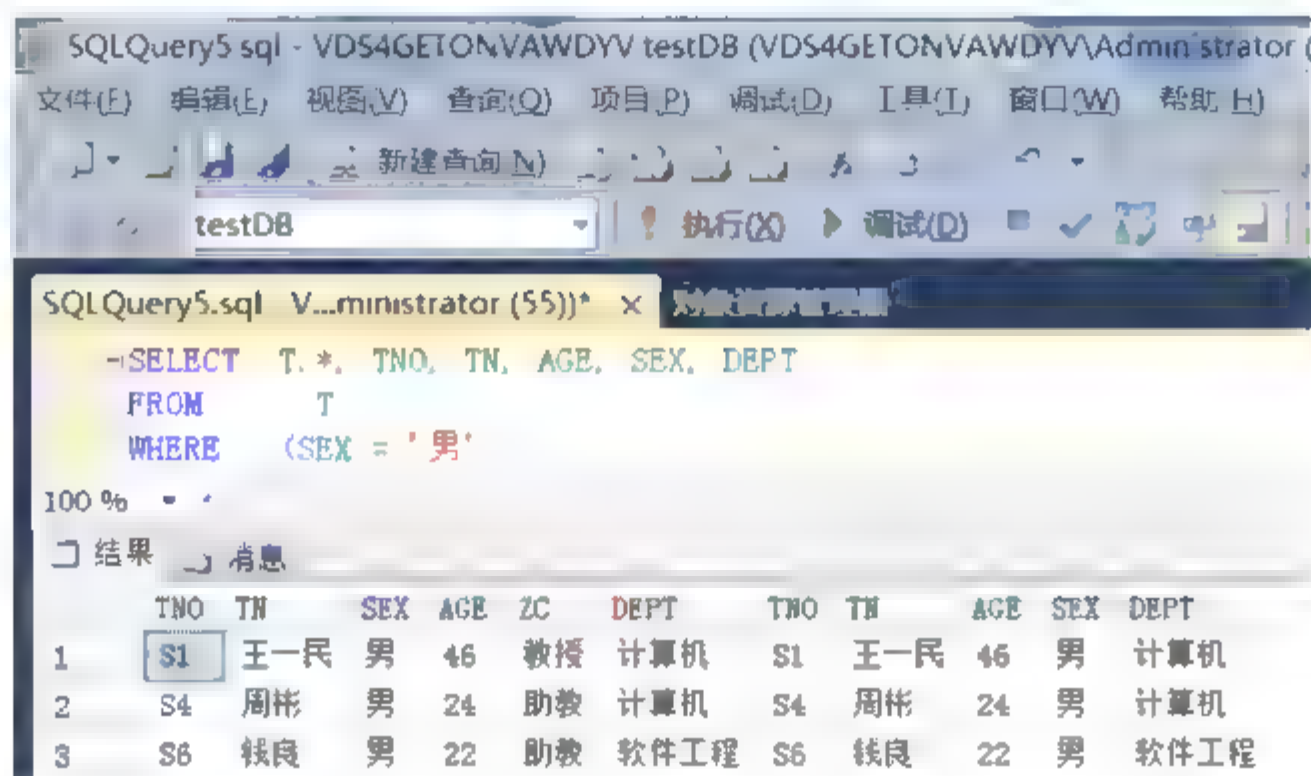 SQLQuery5.sql - VDS4GETONVAWDYV.testDB (VDS4GETONVAWDYV\Administrator (
文件(F) 编辑(E) 视图(V) 查询(Q) 项目(P) 调试(D) 工具(T) 窗口(W) 帮助(H)
新建查询(N)
testDB 执行(X) 调试(D)
SQLQuery5.sql V...ministrator (55))* ×
SELECT T.*, TNO, TN, AGE, SEX, DEPT
FROM T
WHERE (SEX = '男'
100 %
结果 消息
TNO TN SEX AGE ZC DEPT TNO TN AGE SEX DEPT
1 S1 王一民 男 46 教授 计算机 S1 王一民 46 男 计算机
2 S4 周彬 男 24 助教 计算机 S4 周彬 24 男 计算机
3 S6 钱良 男 22 助教 软件工程 S6 钱良 22 男 软件工程